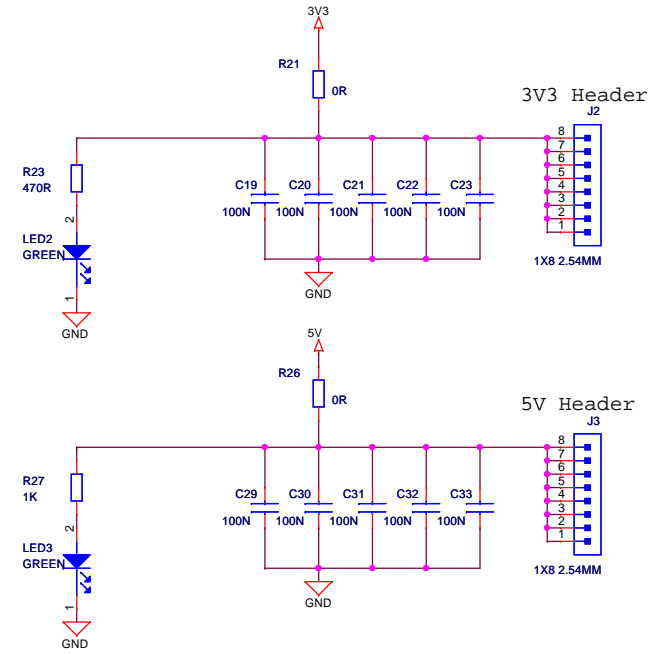 3V3
R21
0R
3V3 Header
J2
8
7
6
5
4
3
2
1
1X8 2.54MM
R23
470R
C19 C20 C21 C22 C23
100N 100N 100N 100N 100N
2
LED2
GREEN
1
GND
GND
5V
R26
0R
5V Header
J3
8
7
6
5
4
3
2
1
1X8 2.54MM
R27
1K
C29 C30 C31 C32 C33
100N 100N 100N 100N 100N
2
LED3
GREEN
1
GND
GND